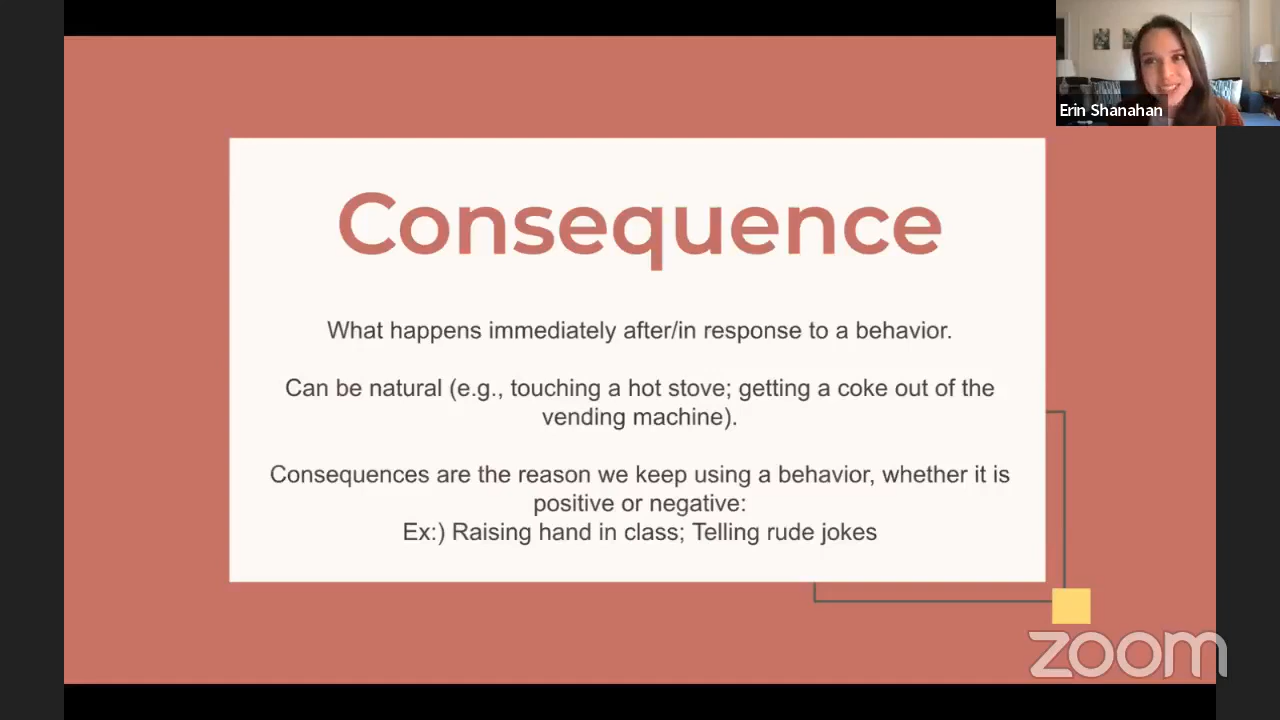 Erin Shanahan
Consequence
What happens immediately after/in response to a behavior.
Can be natural (e.g., touching a hot stove; getting a coke out of the
vending machine).
Consequences are the reason we keep using a behavior, whether it is
positive or negative:
Ex:) Raising hand in class; Telling rude jokes
zoom